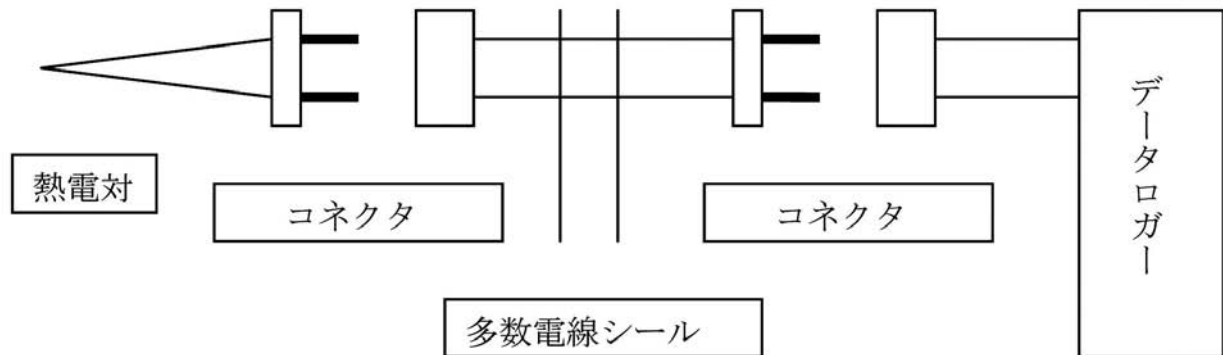 熱電対
コネクタ
コネクタ
多数電線シール
データロガー